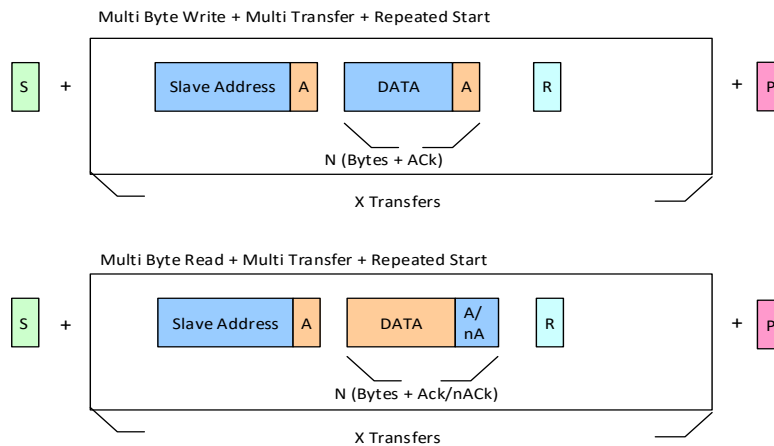 Multi Byte Write + Multi Transfer + Repeated Start
S + Slave Address A DATA A R + P
N (Bytes + ACk)
X Transfers
Multi Byte Read + Multi Transfer + Repeated Start
S + Slave Address A DATA A/ nA R + P
N (Bytes + Ack/nACk)
X Transfers